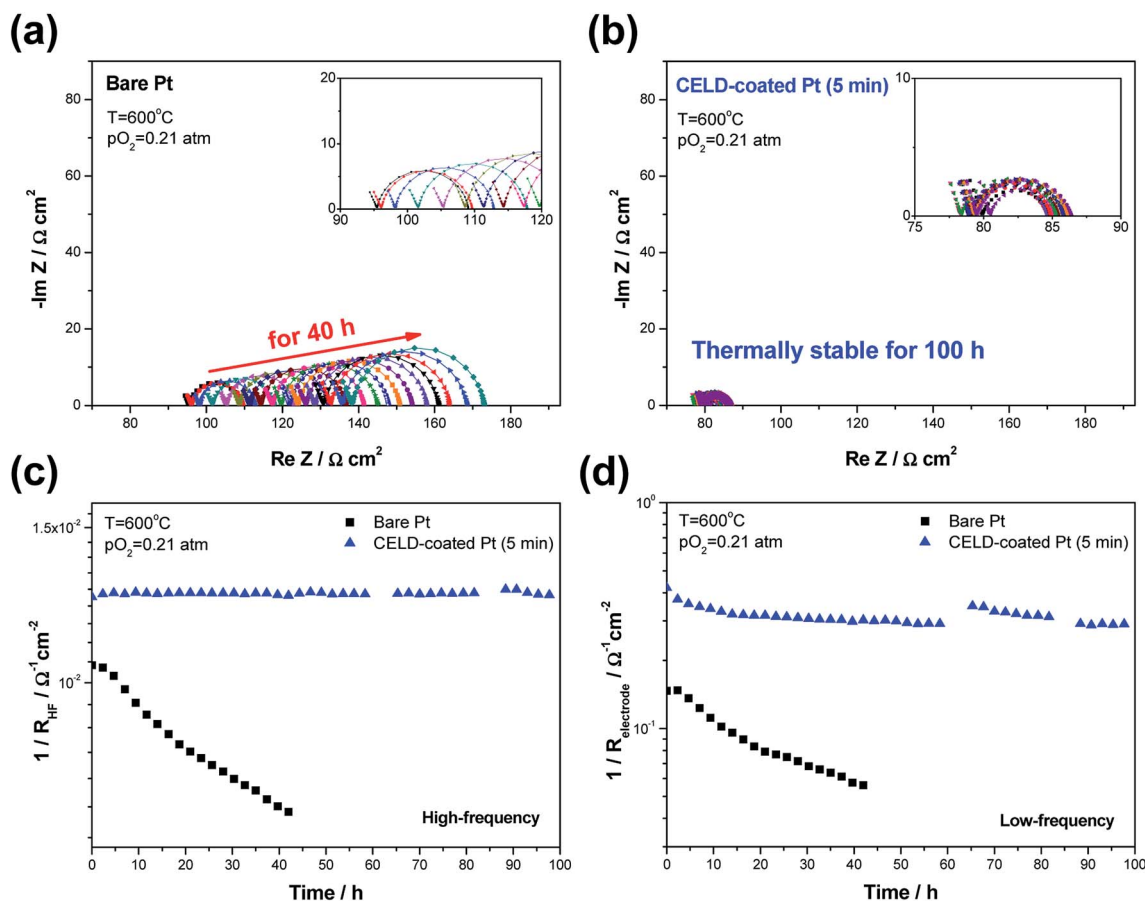 (a)
Bare Pt
T=600°C
pO₂=0.21 atm
20
10
0
90
100
110
120
80
60
40
20
0
-Im Z / Ω cm²
for 40 h
80
100
120
140
160
180
Re Z / Ω cm²
(b)
CELD-coated Pt (5 min)
T=600°C
pO₂=0.21 atm
10
0
75
80
85
90
80
60
40
20
0
-Im Z / Ω cm²
Thermally stable for 100 h
80
100
120
140
160
180
Re Z / Ω cm²
(c)
T=600°C
pO₂=0.21 atm
Bare Pt
CELD-coated Pt (5 min)
1.5x10⁻²
10⁻²
1 / R_HF / Ω⁻¹cm⁻²
High-frequency
0
10
20
30
40
50
60
70
80
90
100
Time / h
(d)
T=600°C
pO₂=0.21 atm
Bare Pt
CELD-coated Pt (5 min)
10⁰
10⁻¹
1 / R_electrode / Ω⁻¹cm⁻²
Low-frequency
0
10
20
30
40
50
60
70
80
90
100
Time / h